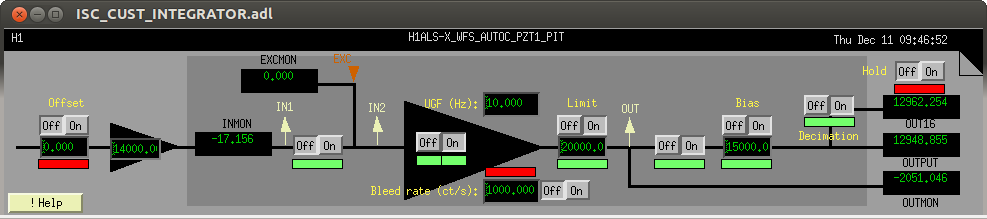 ISC_CUST_INTEGRATOR.adl
H1
H1ALS-X_WFS_AUTOC_PZT1_PIT
Thu Dec 11 09:46:52
EXCMON
0.000
EXC
Hold
Off On
Offset
Off On
0.000
14000.0
INMON
-17.156
IN1
Off On
IN2
UGF (Hz):
10.000
Off On
Bleed rate (ct/s):
1000.000
Off On
Limit
Off On
20000.0
OUT
Off On
Bias
Off On
15000.0
Off On
Decimation
12962.254
OUT16
12948.855
OUTPUT
-2051.046
OUTMON
!Help